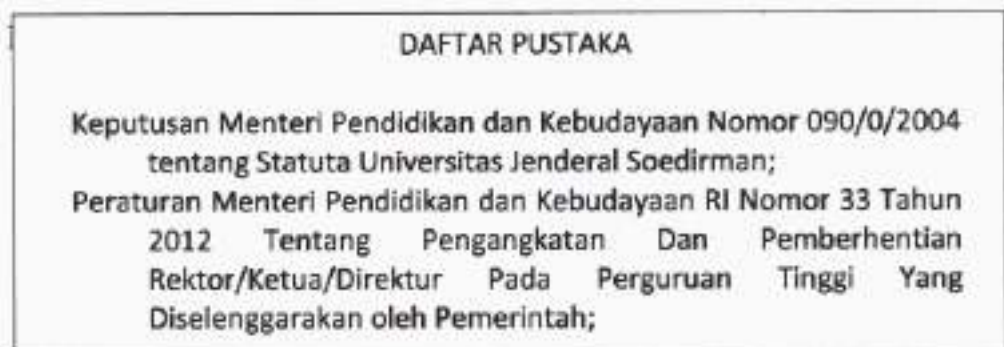 DAFTAR PUSTAKA
Keputusan Menteri Pendidikan dan Kebudayaan Nomor 090/0/2004
tentang Statuta Universitas Jenderal Soedirman;
Peraturan Menteri Pendidikan dan Kebudayaan RI Nomor 33 Tahun
2012 Tentang Pengangkatan Dan Pemberhentian
Rektor/Ketua/Direktur Pada Perguruan Tinggi Yang
Diselenggarakan oleh Pemerintah;